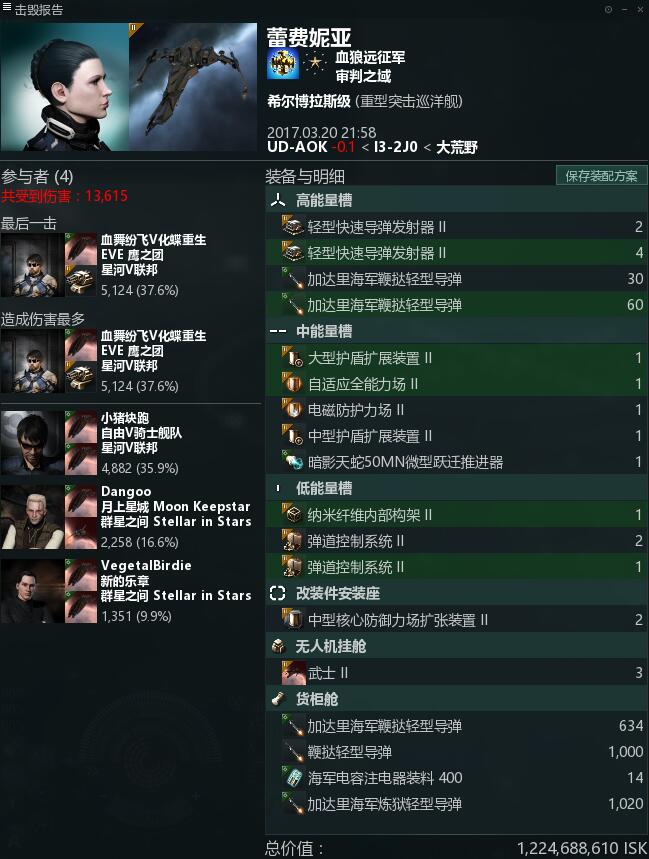 击毁报告
蕾费妮亚
血狼远征军
审判之域
希尔博拉斯级 (重型突击巡洋舰)
2017.03.20 21:58
UD-AOK -0.1 < I3-2J0 < 大荒野
参与者 (4)
共受到伤害：13,615
最后一击
血舞纷飞V化蝶重生
EVE 鹰之团
星河V联邦
5,124 (37.6%)
造成伤害最多
血舞纷飞V化蝶重生
EVE 鹰之团
星河V联邦
5,124 (37.6%)
小猪块跑
自由V骑士舰队
星河V联邦
4,882 (35.9%)
Dangoo
月上星城 Moon Keepstar
群星之间 Stellar in Stars
2,258 (16.6%)
VegetalBirdie
新的乐章
群星之间 Stellar in Stars
1,351 (9.9%)
装备与明细
保存装配方案
高能量槽
轻型快速导弹发射器 II 2
轻型快速导弹发射器 II 4
加达里海军鞭挞轻型导弹 30
加达里海军鞭挞轻型导弹 60
中能量槽
大型护盾扩展装置 II 1
自适应全能力场 II 1
电磁防护力场 II 1
中型护盾扩展装置 II 1
暗影天蛇50MN微型跃迁推进器 1
低能量槽
纳米纤维内部构架 II 1
弹道控制系统 II 2
弹道控制系统 II 1
改装件安装座
中型核心防御力场扩张装置 II 2
无人机挂舱
武士 II 3
货柜舱
加达里海军鞭挞轻型导弹 634
鞭挞轻型导弹 1,000
海军电容注电器装料 400 14
加达里海军炼狱轻型导弹 1,020
总价值： 1,224,688,610 ISK